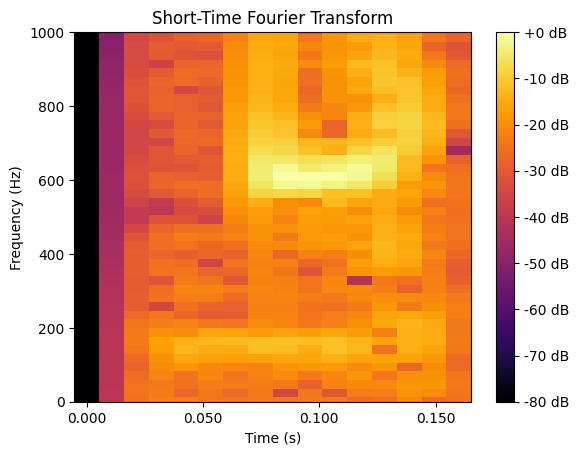 Short-Time Fourier Transform
Frequency (Hz)
1000
800
600
400
200
0
0.000
0.050
0.100
0.150
Time (s)
+0 dB
-10 dB
-20 dB
-30 dB
-40 dB
-50 dB
-60 dB
-70 dB
-80 dB